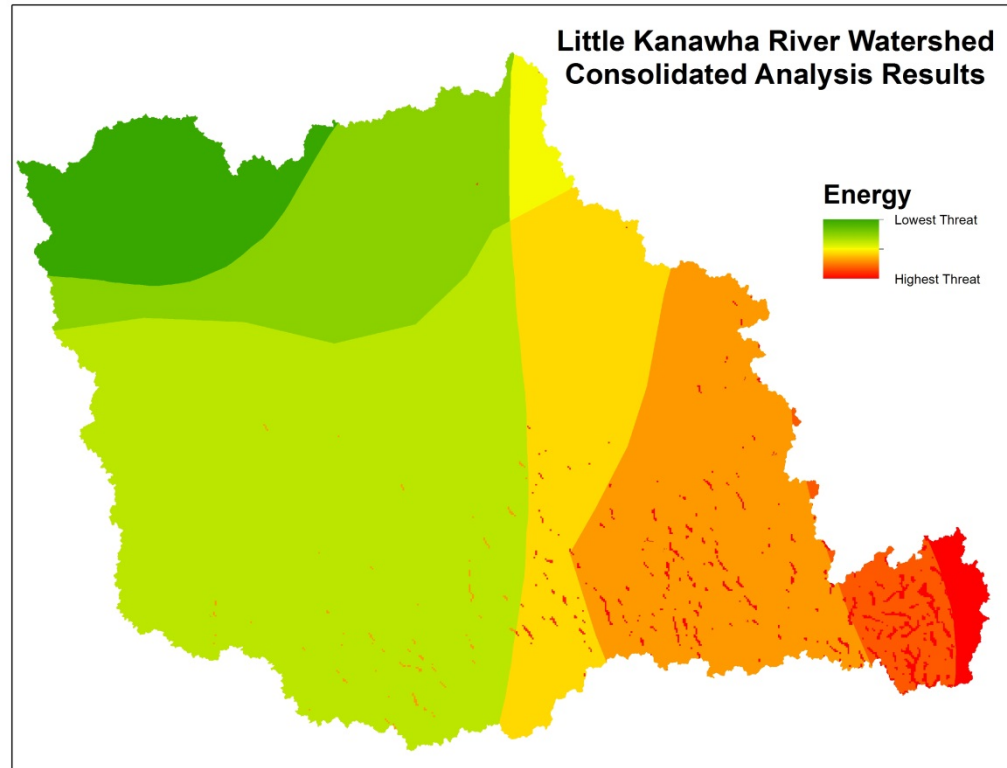 Little Kanawha River Watershed
Consolidated Analysis Results
Energy
Lowest Threat
Highest Threat